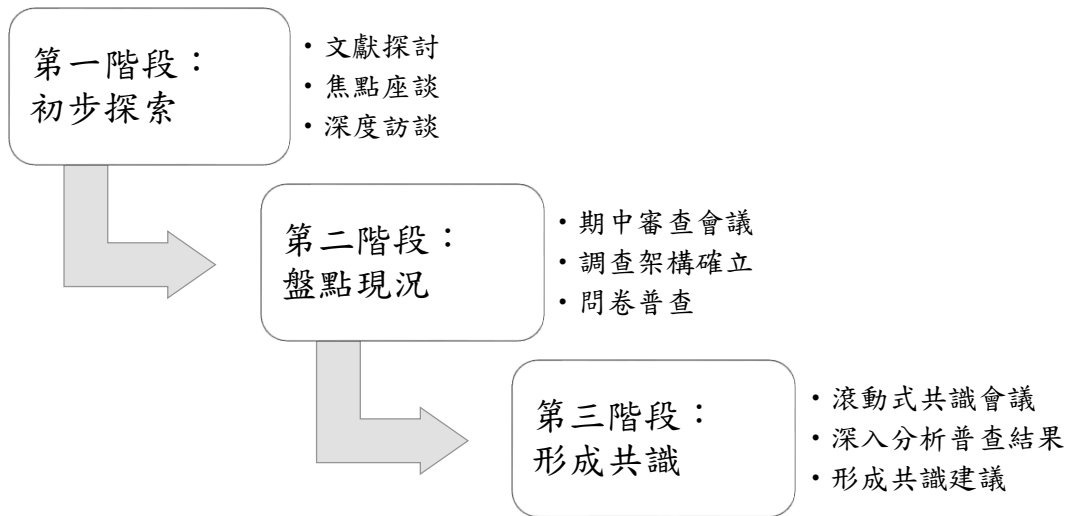 第一階段：
初步探索
・文獻探討
・焦點座談
・深度訪談
第二階段：
盤點現況
・期中審查會議
・調查架構確立
・問卷普查
第三階段：
形成共識
・滾動式共識會議
・深入分析普查結果
・形成共識建議